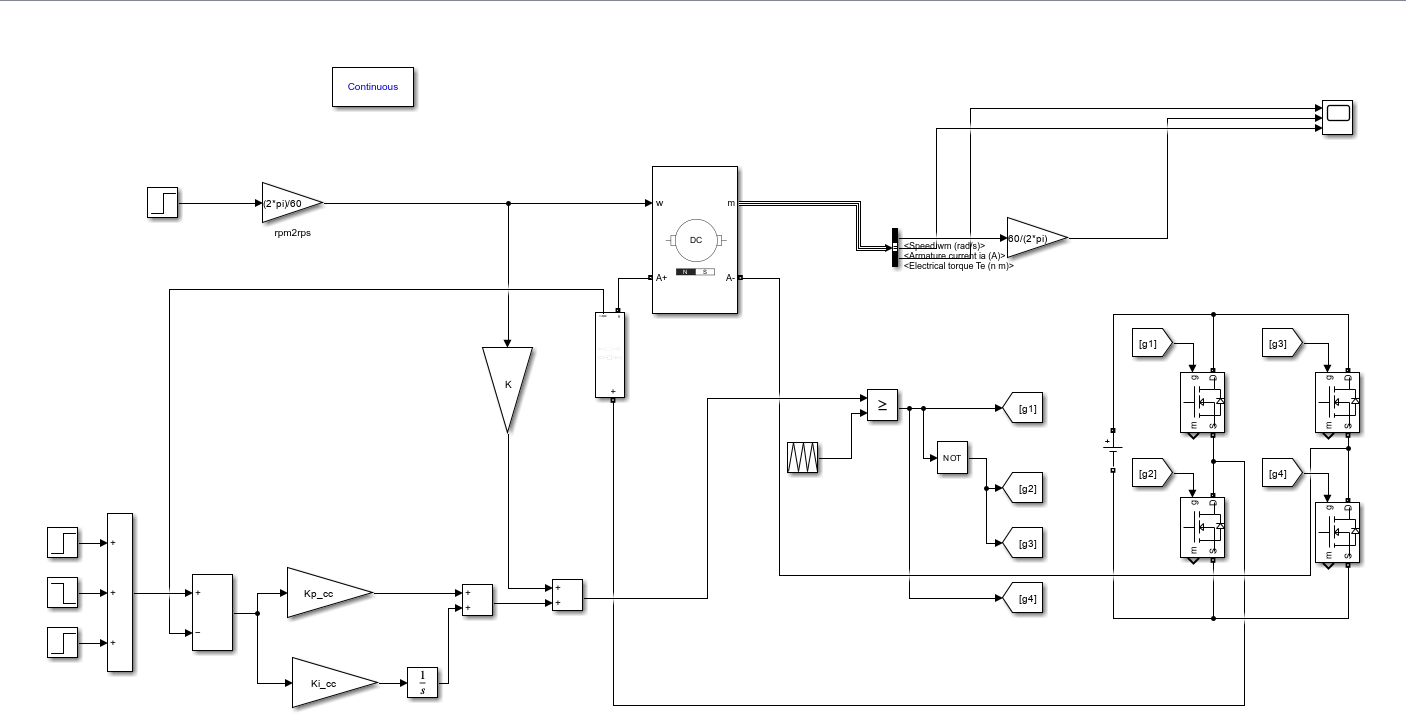 Continuous
(2*pi)/60
rpm2rps
w
m
DC
N S
A+
A-
<Speed wm (rad/s)>
<Armature current ia (A)>
<Electrical torque Te (n m)>
60/(2*pi)
K
+
≥
NOT
[g1]
[g2]
[g3]
[g4]
+
[g1]
g
D
m
S
[g3]
g
D
m
S
[g2]
g
D
m
S
[g4]
g
D
m
S
+
+
+
+
−
Kp_cc
Ki_cc
1
s
+
+
+
+